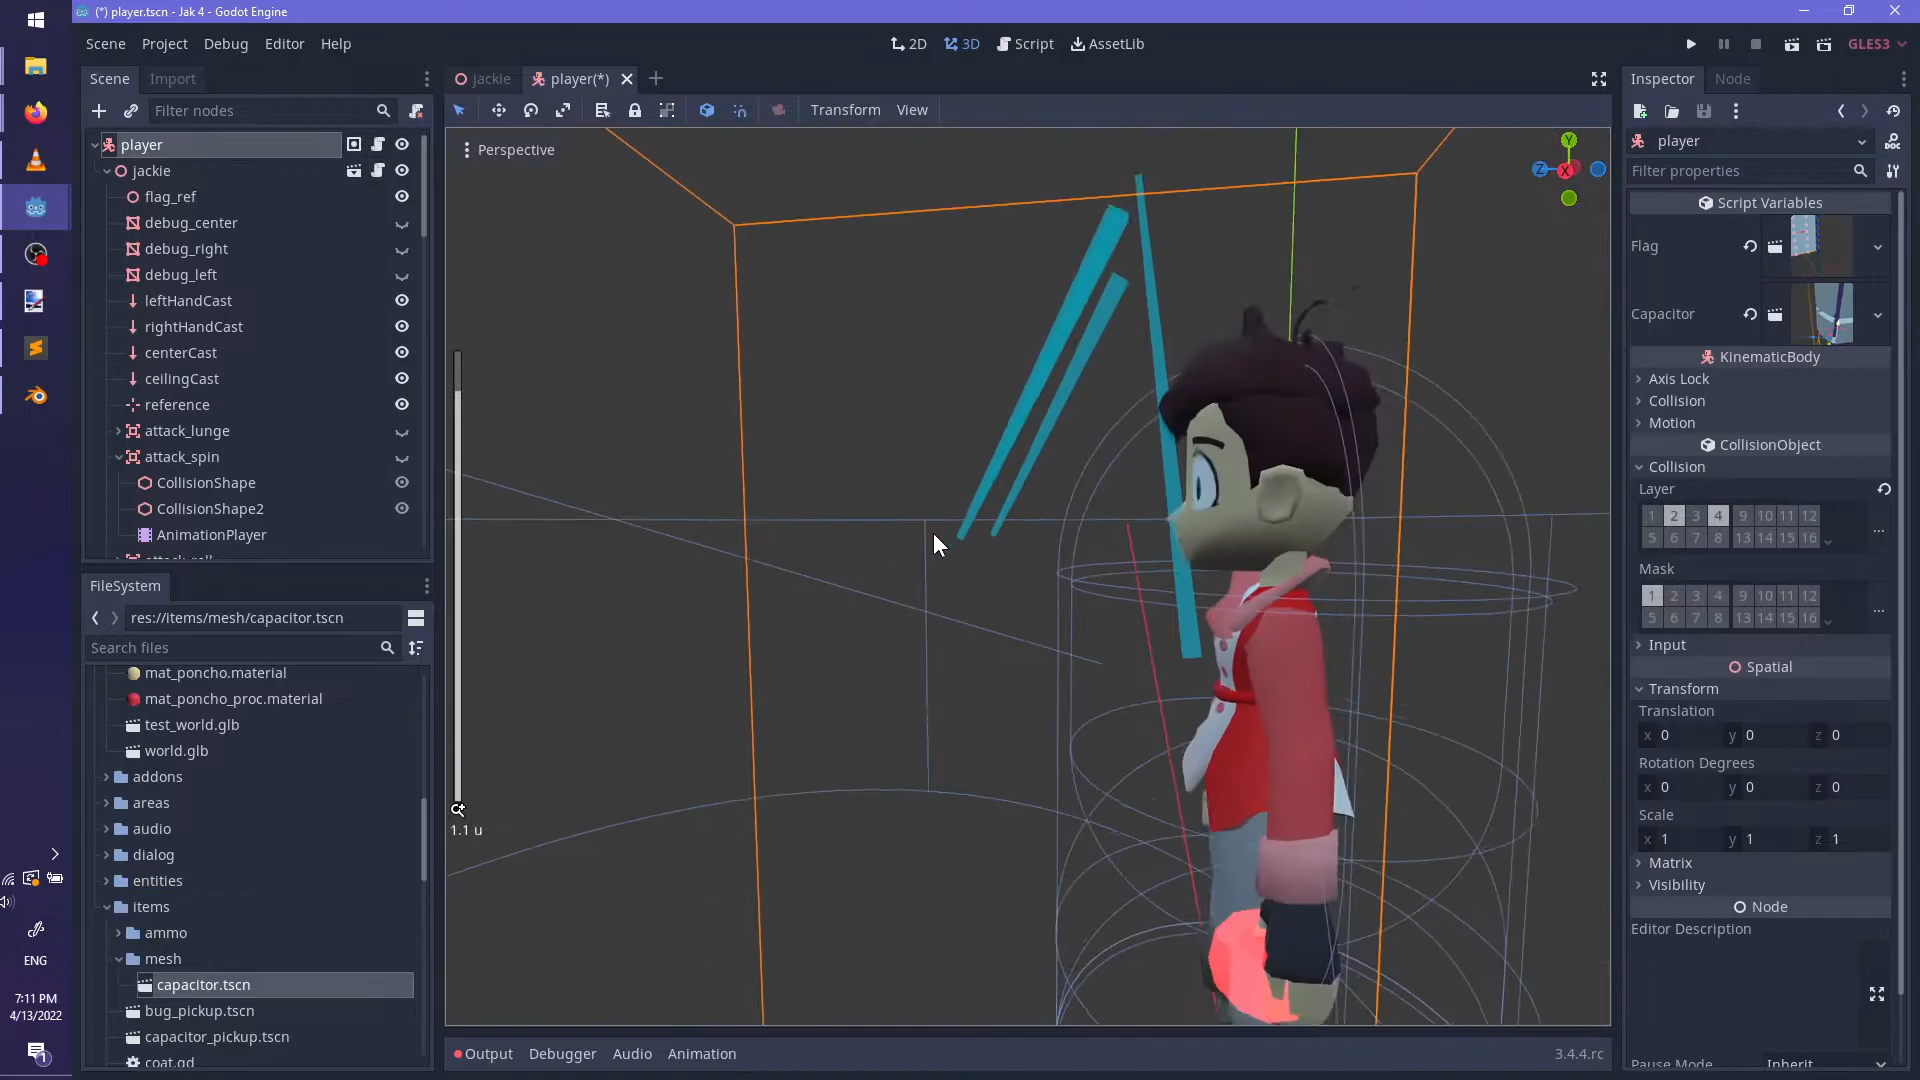 (*) player.tscn - Jak 4 - Godot Engine
Scene Project Debug Editor Help
2D 3D Script AssetLib
GLES3
Scene Import
Filter nodes
player
jackie
flag_ref
debug_center
debug_right
debug_left
leftHandCast
rightHandCast
centerCast
ceilingCast
reference
attack_lunge
attack_spin
CollisionShape
CollisionShape2
AnimationPlayer
attack_roll
FileSystem
res://items/mesh/capacitor.tscn
Search files
mat_poncho.material
mat_poncho_proc.material
test_world.glb
world.glb
addons
areas
audio
dialog
entities
items
ammo
mesh
capacitor.tscn
bug_pickup.tscn
capacitor_pickup.tscn
coat.gd
jackie player(*)
Transform View
Perspective
1.1 u
Output Debugger Audio Animation
3.4.4.rc
Inspector Node
player
Filter properties
Script Variables
Flag
Capacitor
KinematicBody
Axis Lock
Collision
Motion
CollisionObject
Collision
Layer
1 2 3 4 9 10 11 12
5 6 7 8 13 14 15 16
...
Mask
1 2 3 4 9 10 11 12
5 6 7 8 13 14 15 16
...
Input
Spatial
Transform
Translation
x 0 y 0 z 0
Rotation Degrees
x 0 y 0 z 0
Scale
x 1 y 1 z 1
Matrix
Visibility
Node
Editor Description
Pause Mode Inherit
ENG
7:11 PM
4/13/2022
1
X Y Z